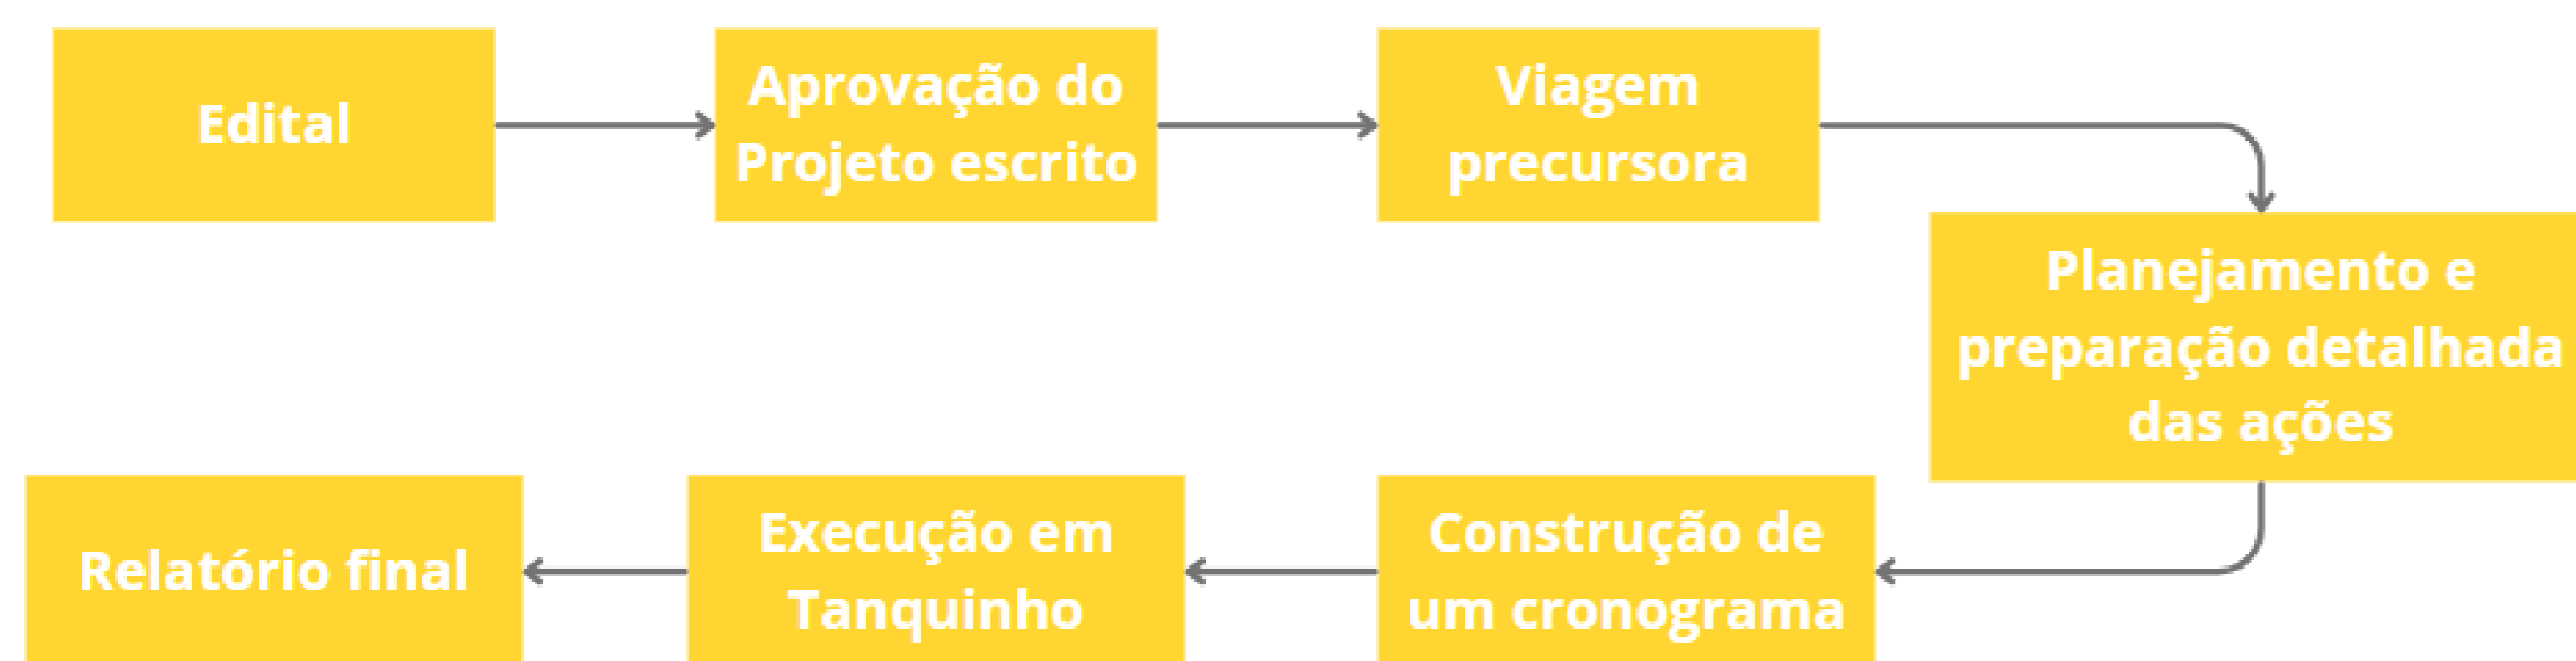 Edital
Aprovação do
Projeto escrito
Viagem
precursora
Planejamento e
preparação detalhada
das ações
Construção de
um cronograma
Execução em
Tanquinho
Relatório final